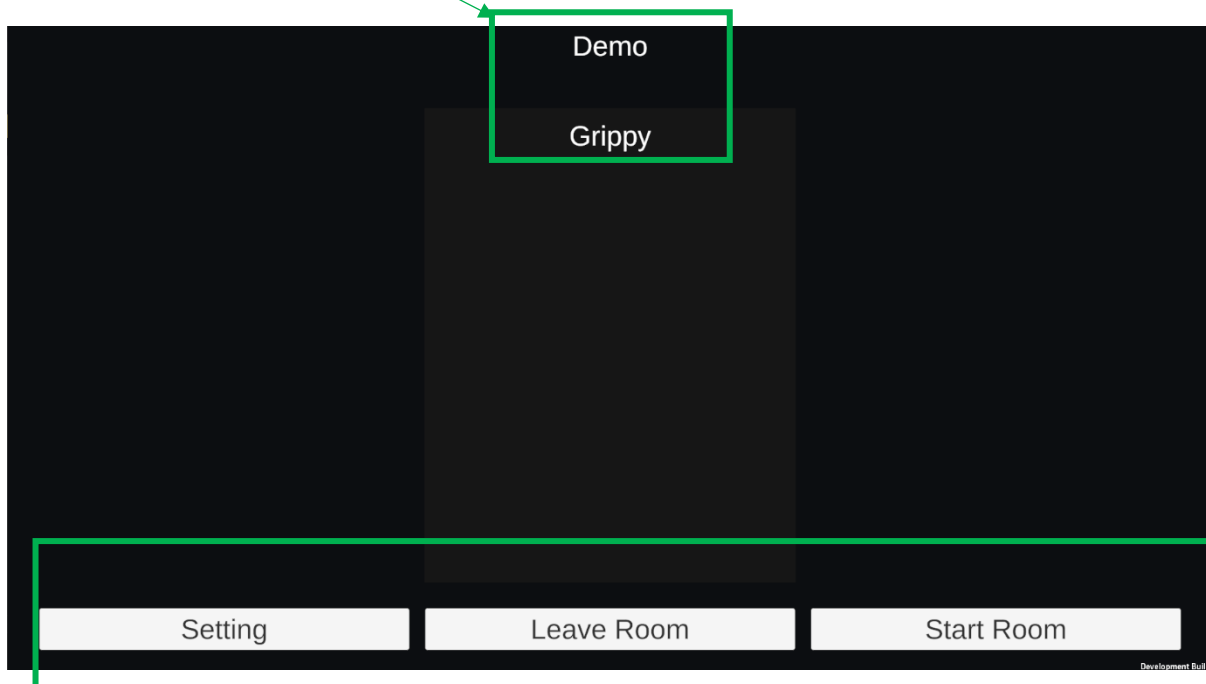 Demo
Grippy
Setting
Leave Room
Start Room
Development Buil